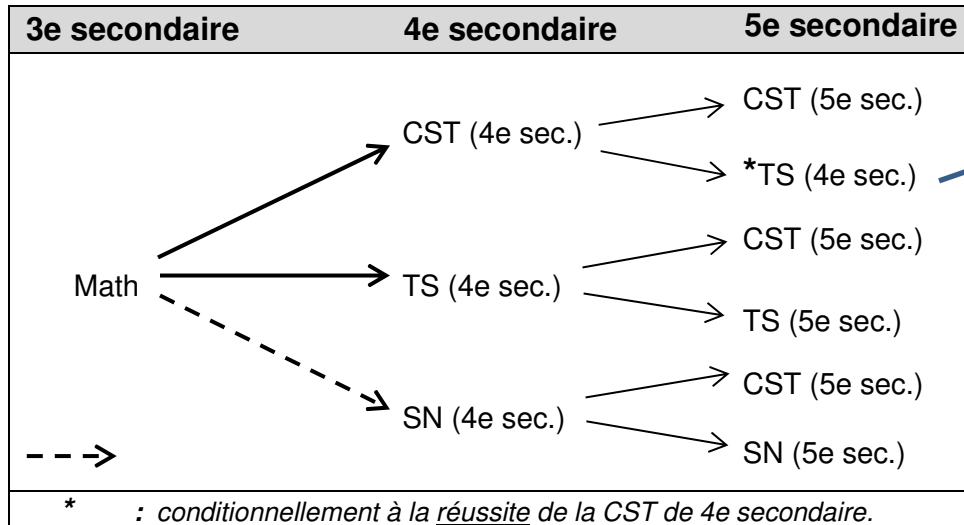 3e secondaire 4e secondaire 5e secondaire
CST (5e sec.)
CST (4e sec.)
*TS (4e sec.)
CST (5e sec.)
Math TS (4e sec.)
TS (5e sec.)
CST (5e sec.)
SN (4e sec.)
SN (5e sec.)
* : conditionnellement à la réussite de la CST de 4e secondaire.